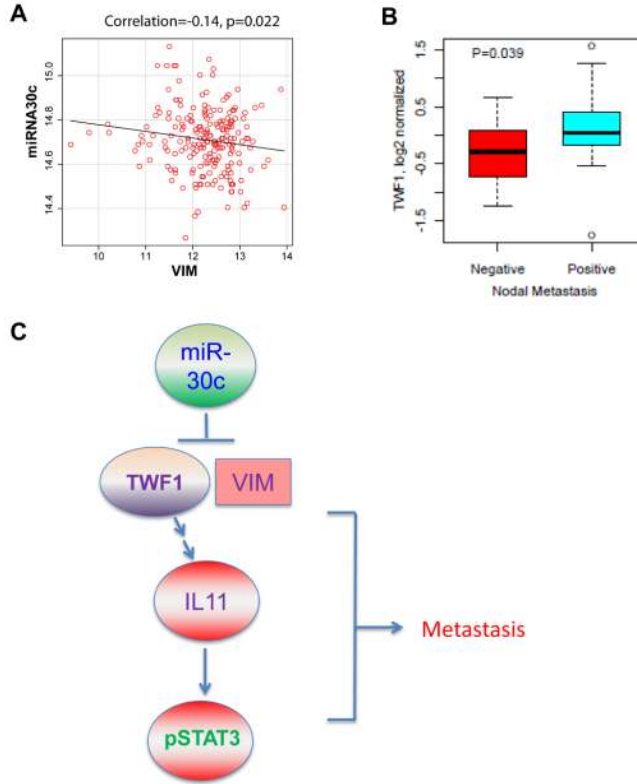 A
Correlation=-0.14, p=0.022
miRNA30c
15.0
14.8
14.6
14.4
10
11
12
13
14
VIM
B
P=0.039
TWF1, log2 normalized
1.5
0.5
-0.5
-1.5
Negative
Positive
Nodal Metastasis
C
miR-
30c
TWF1
VIM
IL11
Metastasis
pSTAT3